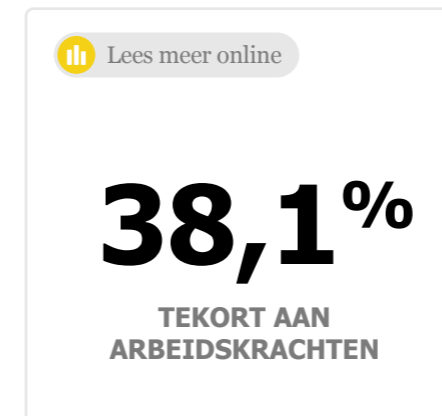 Lees meer online
38,1%
TEKORT AAN
ARBEIDSKRACHTEN